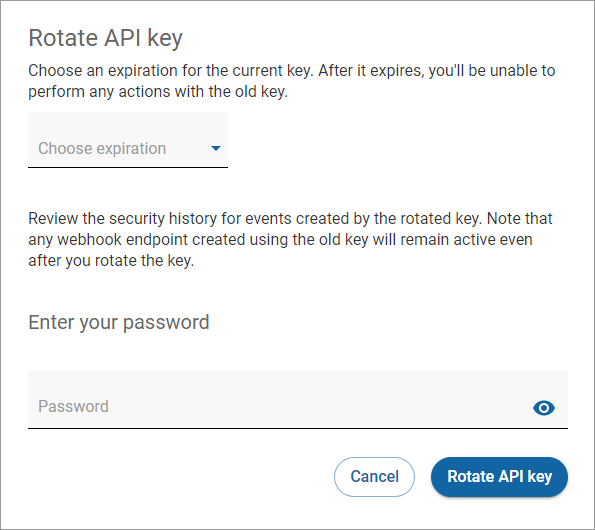 Rotate API key
Choose an expiration for the current key. After it expires, you'll be unable to
perform any actions with the old key.
Choose expiration
Review the security history for events created by the rotated key. Note that
any webhook endpoint created using the old key will remain active even
after you rotate the key.
Enter your password
Password
Cancel
Rotate API key